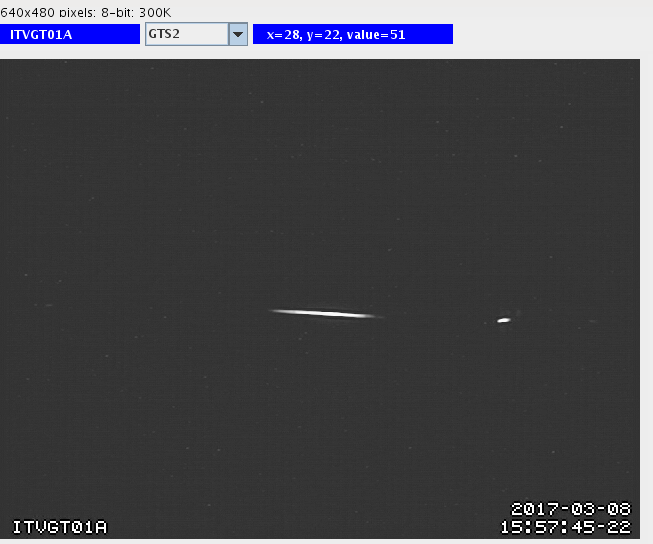 640x480 pixels: 8-bit: 300K
ITVGT01A
GTS2
x=28, y=22, value=51
2017-03-08
ITVGT01A
15:57:45-22